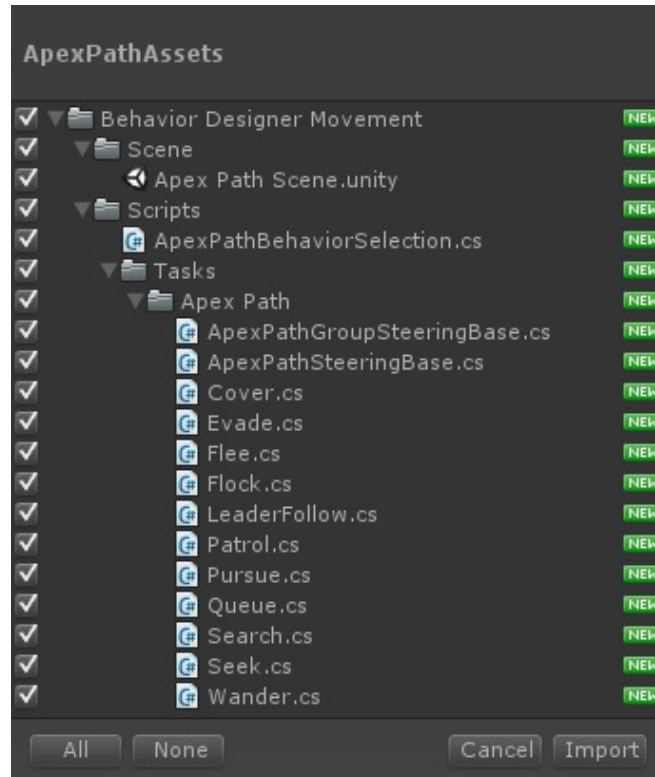 ApexPathAssets
Behavior Designer Movement NEW
Scene NEW
Apex Path Scene.unity NEW
Scripts NEW
ApexPathBehaviorSelection.cs NEW
Tasks NEW
Apex Path NEW
ApexPathGroupSteeringBase.cs NEW
ApexPathSteeringBase.cs NEW
Cover.cs NEW
Evade.cs NEW
Flee.cs NEW
Flock.cs NEW
LeaderFollow.cs NEW
Patrol.cs NEW
Pursue.cs NEW
Queue.cs NEW
Search.cs NEW
Seek.cs NEW
Wander.cs NEW
All None Cancel Import